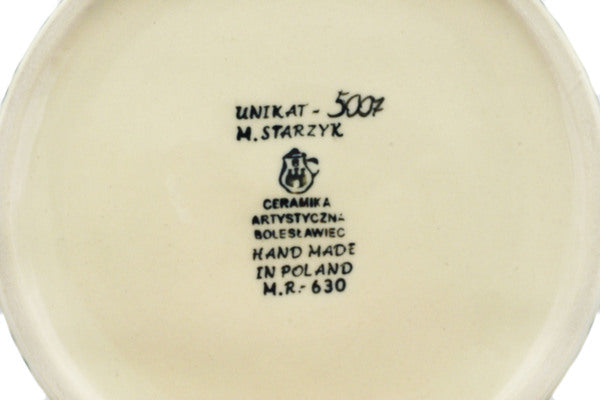 UNIKAT - 5007
M. STARZYK
CERAMIKA
ARTYSTYCZNA
BOLESŁAWIEC
HAND MADE
IN POLAND
M.R.- 630